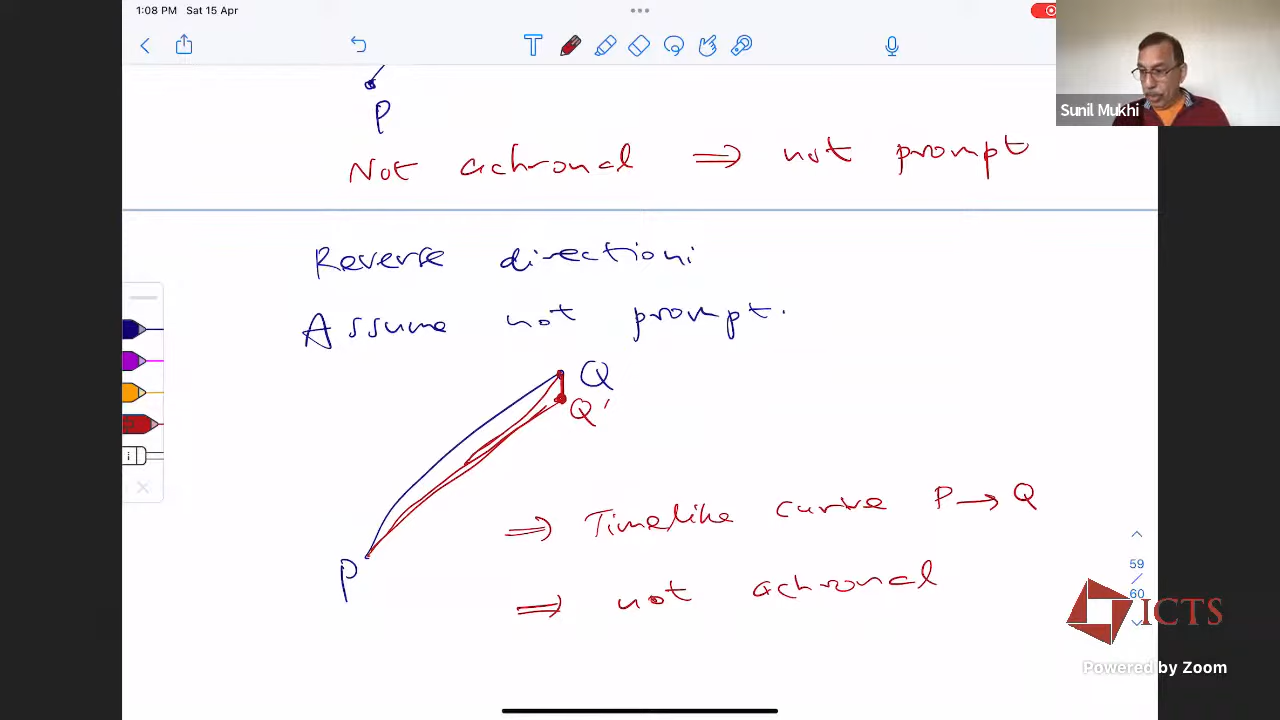 1:08 PM Sat 15 Apr
Sunil Mukhi
P
Not achronal ⇒ not prompt
Reverse direction:
Assume not prompt.
Q
Q'
⇒ Timelike curve P → Q
P
⇒ not achronal
59
/
60
ICTS
Powered by Zoom
T
i